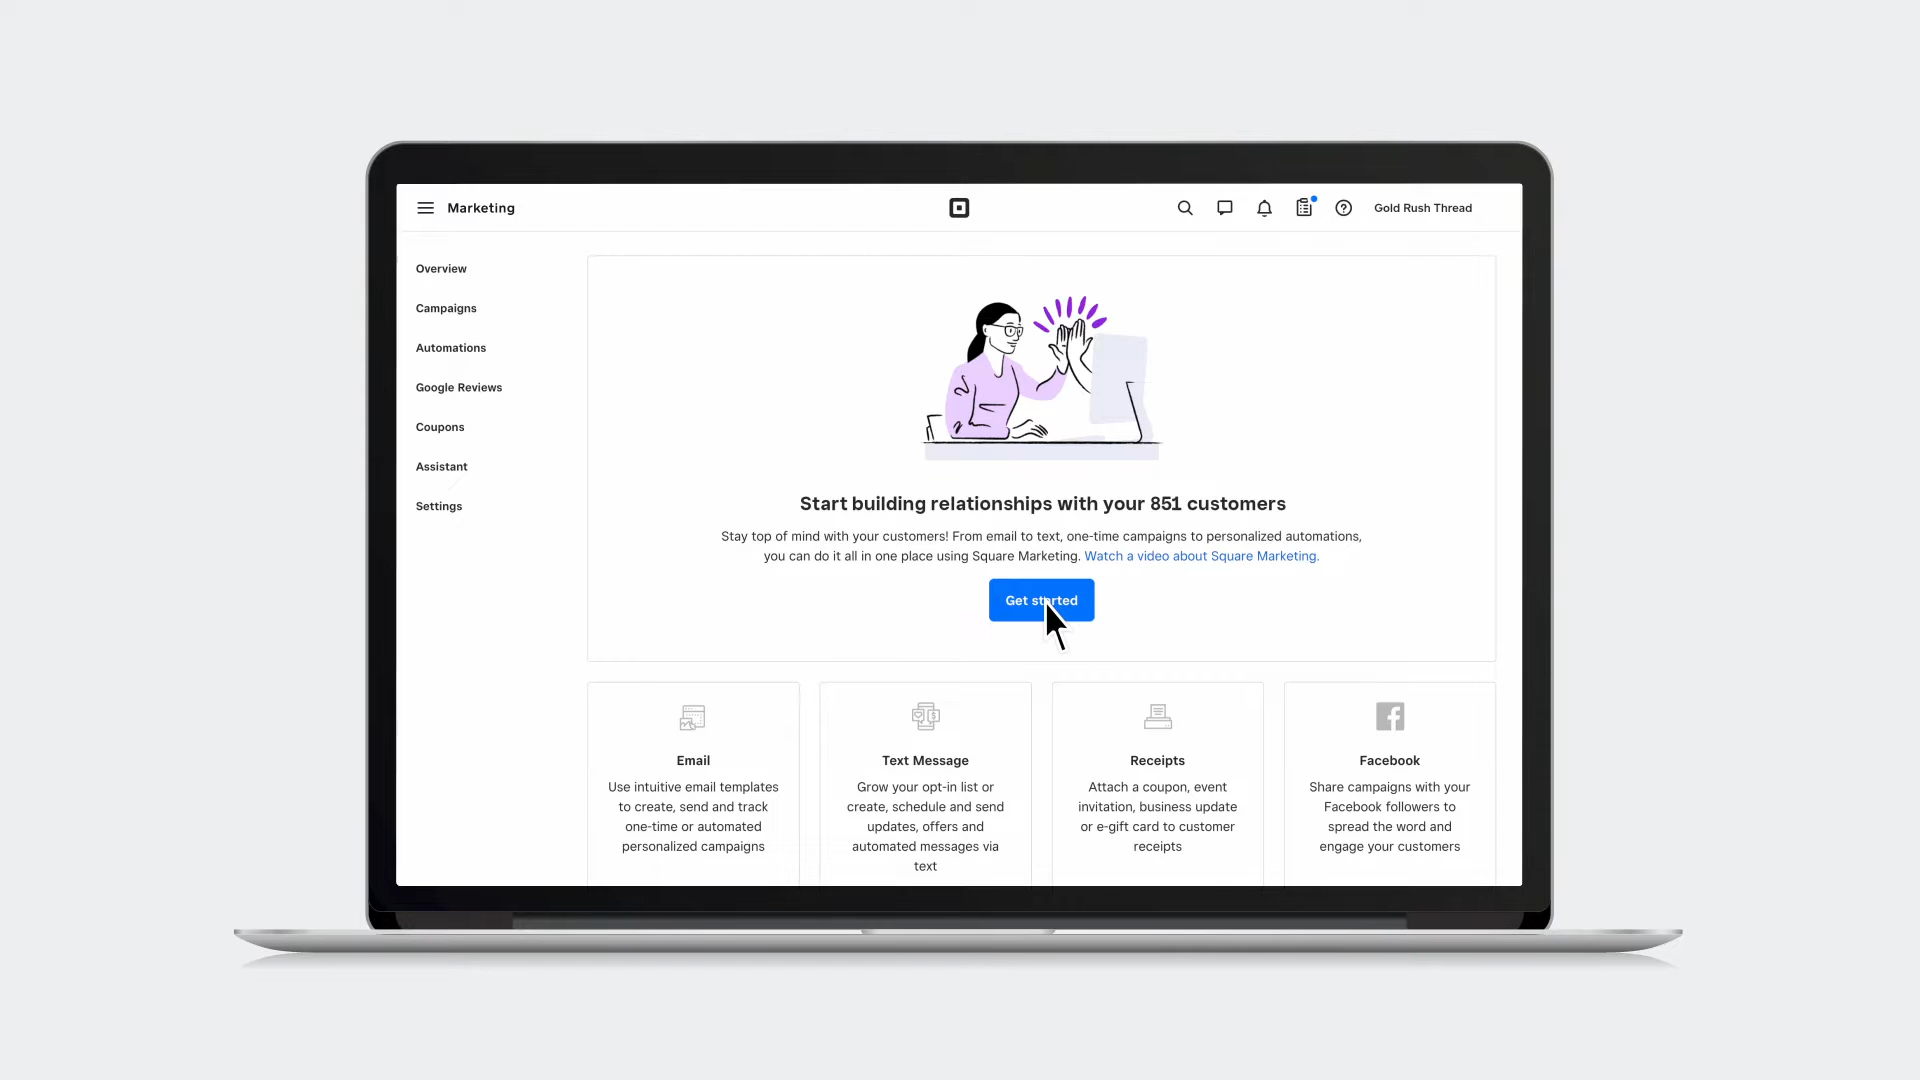 Marketing
Gold Rush Thread
Overview
Campaigns
Automations
Google Reviews
Coupons
Assistant
Settings
Start building relationships with your 851 customers
Stay top of mind with your customers! From email to text, one-time campaigns to personalized automations,
you can do it all in one place using Square Marketing. Watch a video about Square Marketing.
Get started
Email
Use intuitive email templates
to create, send and track
one-time or automated
personalized campaigns
Text Message
Grow your opt-in list or
create, schedule and send
updates, offers and
automated messages via
text
Receipts
Attach a coupon, event
invitation, business update
or e-gift card to customer
receipts
Facebook
Share campaigns with your
Facebook followers to
spread the word and
engage your customers